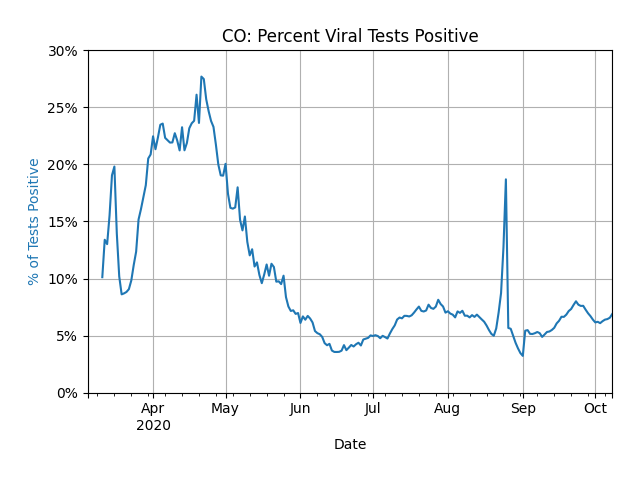 CO: Percent Viral Tests Positive
30%
25%
20%
15%
10%
5%
0%
% of Tests Positive
Apr May Jun Jul Aug Sep Oct
2020
Date